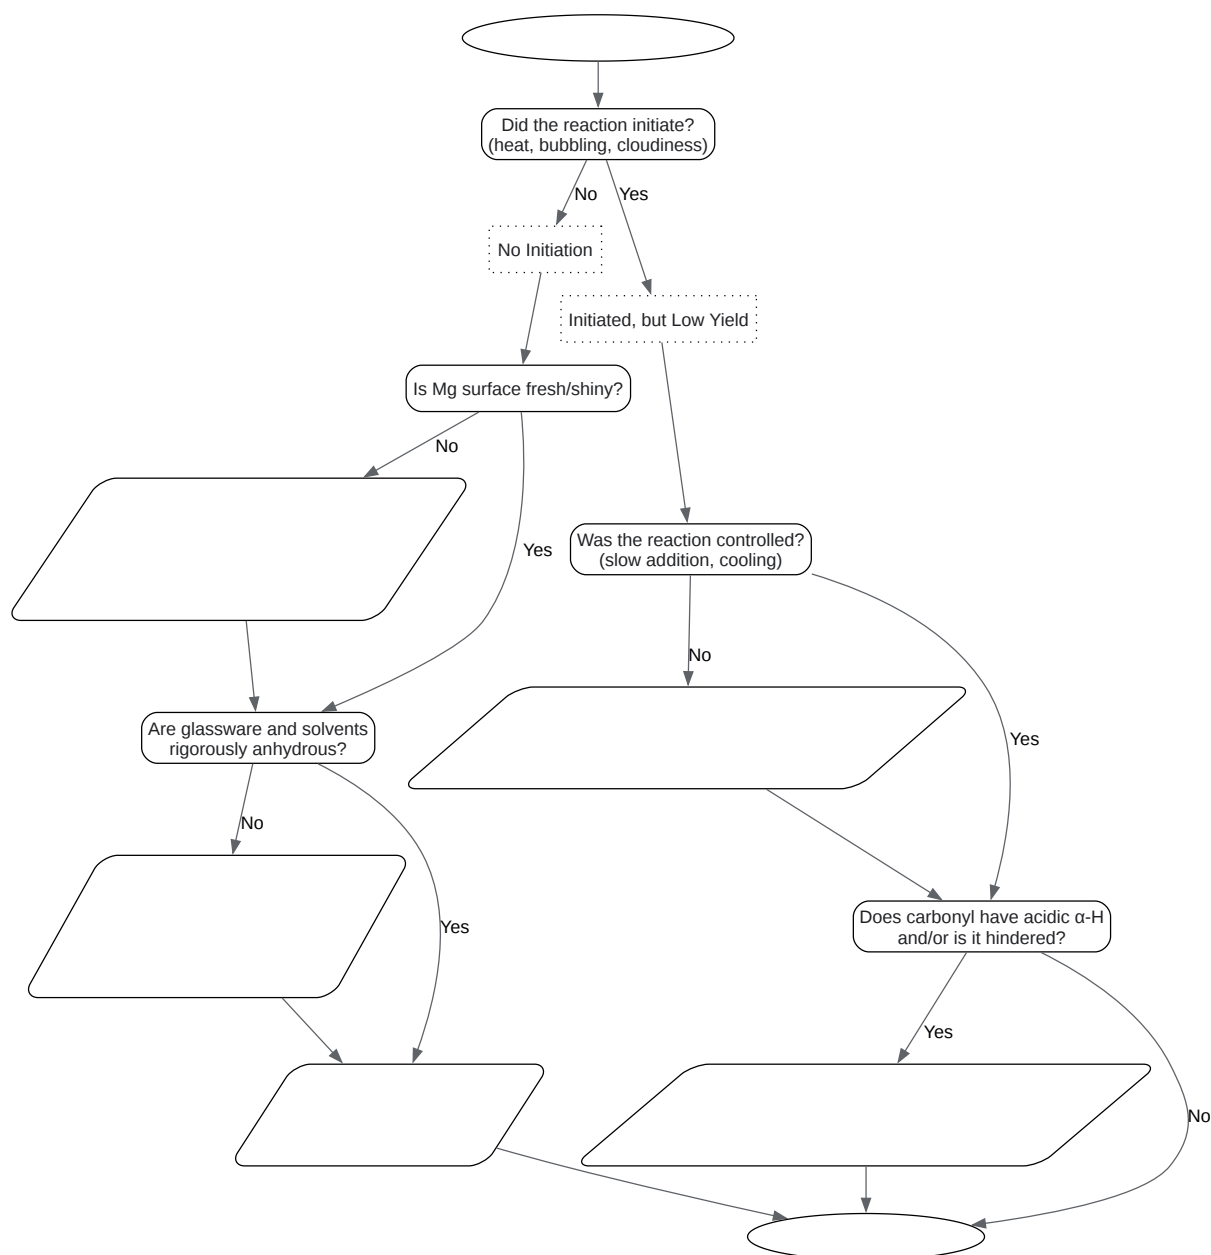 Did the reaction initiate?
(heat, bubbling, cloudiness)
No
Yes
No Initiation
Initiated, but Low Yield
Is Mg surface fresh/shiny?
No
Yes
Was the reaction controlled?
(slow addition, cooling)
No
Yes
Are glassware and solvents
rigorously anhydrous?
No
Yes
Does carbonyl have acidic α-H
and/or is it hindered?
Yes
No